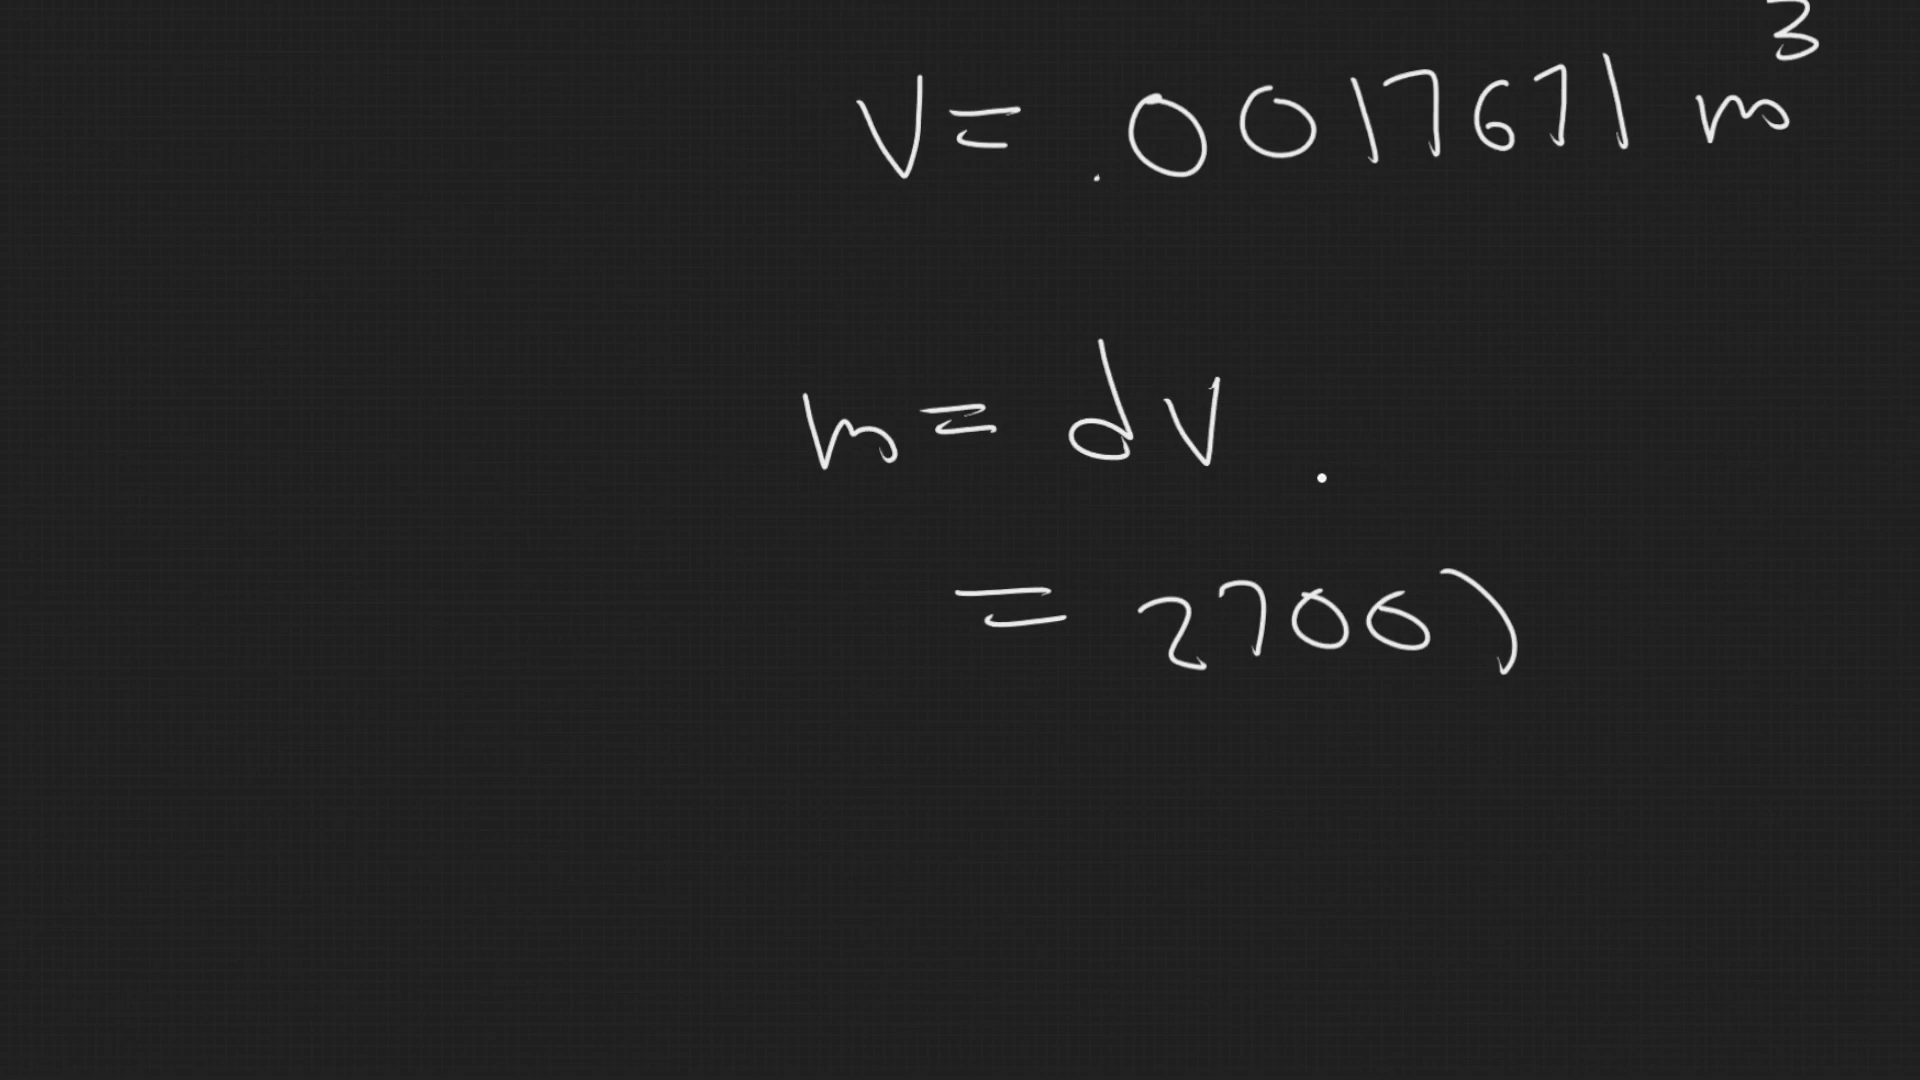 V = .0017671 m³
m = dV .
= 2700)